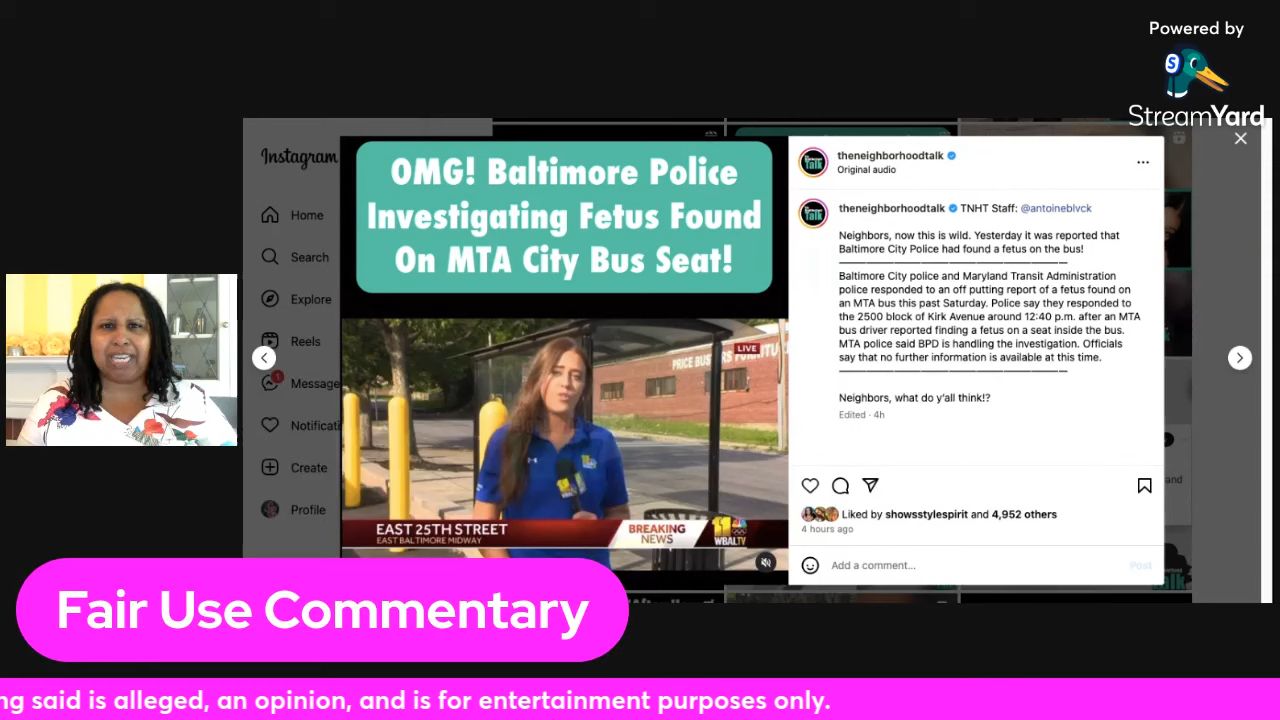 Powered by
StreamYard
Instagram
Home
Search
Explore
Reels
Message
1
Notificati
Create
Profile
OMG! Baltimore Police
Investigating Fetus Found
On MTA City Bus Seat!
LIVE
EAST 25TH STREET
EAST BALTIMORE MIDWAY
BREAKING
NEWS
11
WBALTV
theneighborhoodtalk
Original audio
theneighborhoodtalk TNHT Staff: @antoineblvck
Neighbors, now this is wild. Yesterday it was reported that
Baltimore City Police had found a fetus on the bus!
Baltimore City police and Maryland Transit Administration
police responded to an off putting report of a fetus found on
an MTA bus this past Saturday. Police say they responded to
the 2500 block of Kirk Avenue around 12:40 p.m. after an MTA
bus driver reported finding a fetus on a seat inside the bus.
MTA police said BPD is handling the investigation. Officials
say that no further information is available at this time.
Neighbors, what do y'all think!?
Edited · 4h
Liked by showsstylespirit and 4,952 others
4 hours ago
Add a comment...
Post
Fair Use Commentary
ng said is alleged, an opinion, and is for entertainment purposes only.